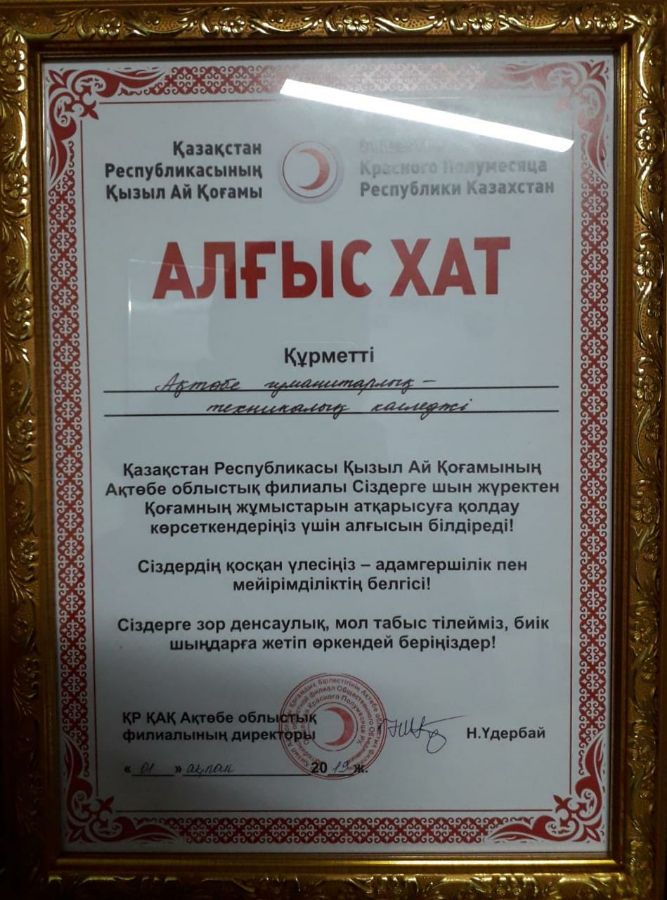 Қазақстан
Республикасының
Қызыл Ай Қоғамы
Красного Полумесяца
Республики Казахстан
АЛҒЫС ХАТ
Құрметті
Ақтөбе гуманитарлық –
техникалық колледжі
Қазақстан Республикасы Қызыл Ай Қоғамының
Ақтөбе облыстық филиалы Сіздерге шын жүректен
Қоғамның жұмыстарын атқарысуға қолдау
көрсеткендеріңіз үшін алғысын білдіреді!
Сіздердің қосқан үлесіңіз – адамгершілік пен
мейірімділіктің белгісі!
Сіздерге зор денсаулық, мол табыс тілейміз, биік
шыңдарға жетіп өркендей беріңіздер!
ҚР ҚАҚ Ақтөбе облыстық
филиалының директоры
Н.Үдербай
« 01 » ақпан 2019 ж.